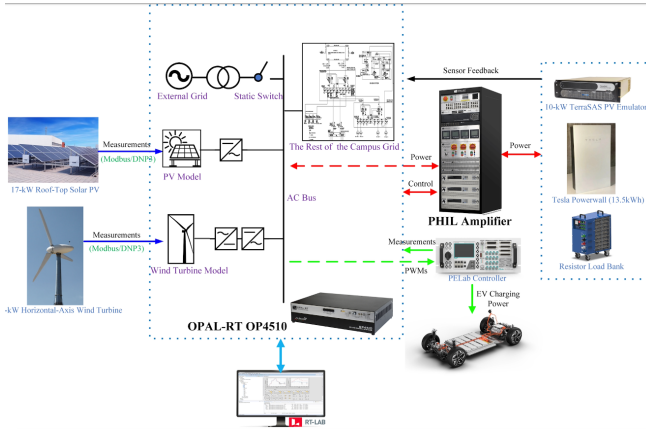 Sensor Feedback
External Grid
Static Switch
10-kW TerraSAS PV Emulator
The Rest of the Campus Grid
Measurements
(Modbus/DNP3)
PV Model
Power
Power
17-kW Roof-Top Solar PV
AC Bus
Control
Tesla Powerwall (13.5kWh)
PHIL Amplifier
Measurements
(Modbus/DNP3)
Measurements
Wind Turbine Model
PWMs
PELab Controller
Resistor Load Bank
-kW Horizontal-Axis Wind Turbine
EV Charging
Power
OPAL-RT OP4510
RT-LAB